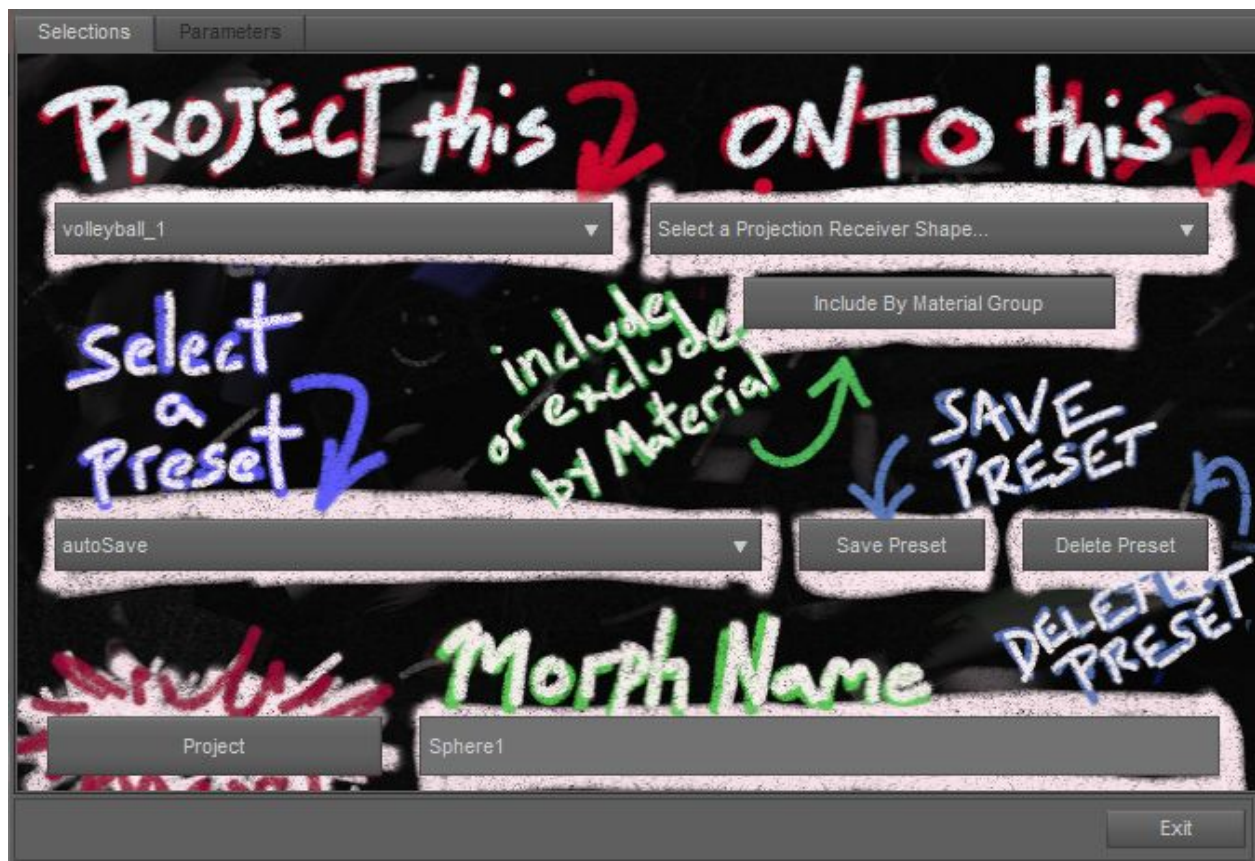 Selections
Parameters
PROJECT this
ONTO this
volleyball_1
Select a Projection Receiver Shape...
Include By Material Group
Select
a
Preset
include
or exclude
by Material
SAVE
PRESET
autoSave
Save Preset
Delete Preset
DELETE
PRESET
Morph Name
Project
Sphere1
Exit